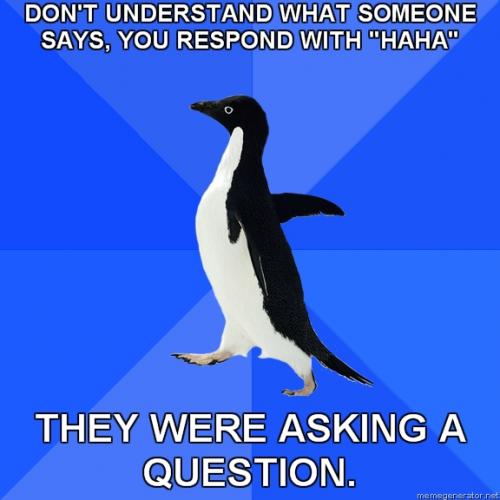 DON'T UNDERSTAND WHAT SOMEONE
SAYS, YOU RESPOND WITH "HAHA"
THEY WERE ASKING A
QUESTION.
memegenerator.net